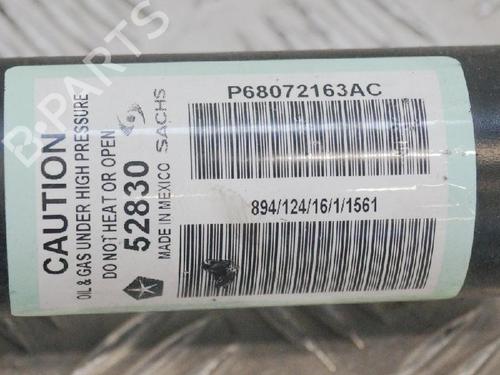 P68072163AC
894/124/16/1/1561
CAUTION
OIL & GAS UNDER HIGH PRESSURE
DO NOT HEAT OR OPEN
52830
MADE IN MEXICO
SACHS
B-PARTS